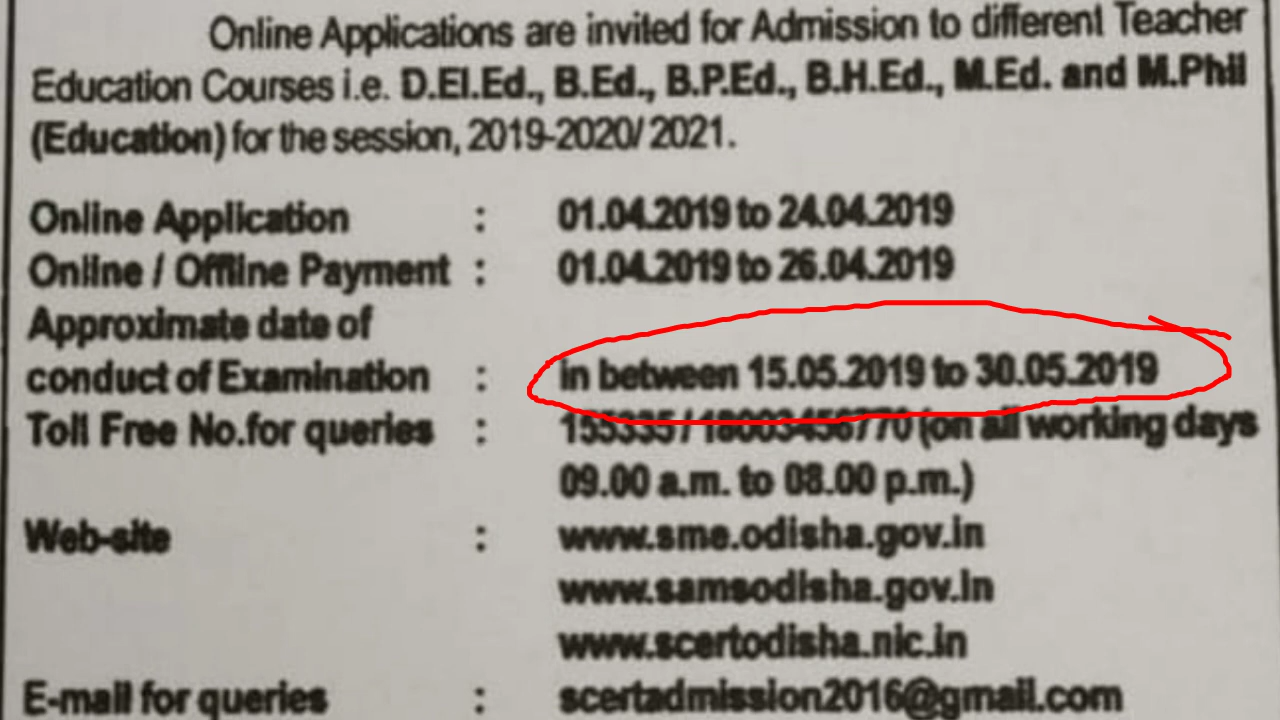 Online Applications are invited for Admission to different Teacher
Education Courses i.e. D.El.Ed., B.Ed., B.P.Ed., B.H.Ed., M.Ed. and M.Phil
(Education) for the session, 2019-2020/ 2021.
Online Application : 01.04.2019 to 24.04.2019
Online / Offline Payment : 01.04.2019 to 26.04.2019
Approximate date of
conduct of Examination : in between 15.05.2019 to 30.05.2019
Toll Free No.for queries : 155335 / 18003456770 (on all working days
09.00 a.m. to 08.00 p.m.)
Web-site : www.sme.odisha.gov.in
www.samsodisha.gov.in
www.scertodisha.nic.in
E-mail for queries : scertadmission2016@gmail.com